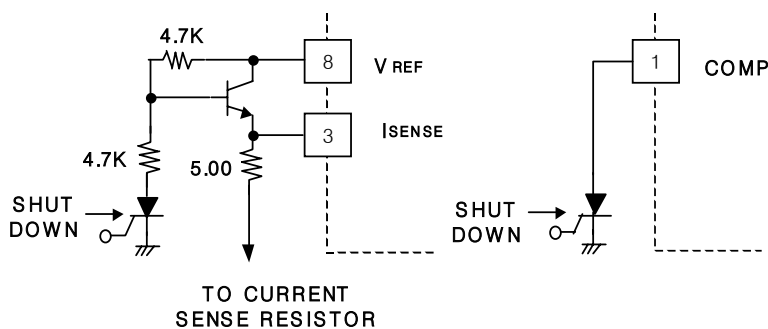 4.7K
8
VREF
1
COMP
3
ISENSE
4.7K
5.00
SHUT
DOWN
SHUT
DOWN
TO CURRENT
SENSE RESISTOR